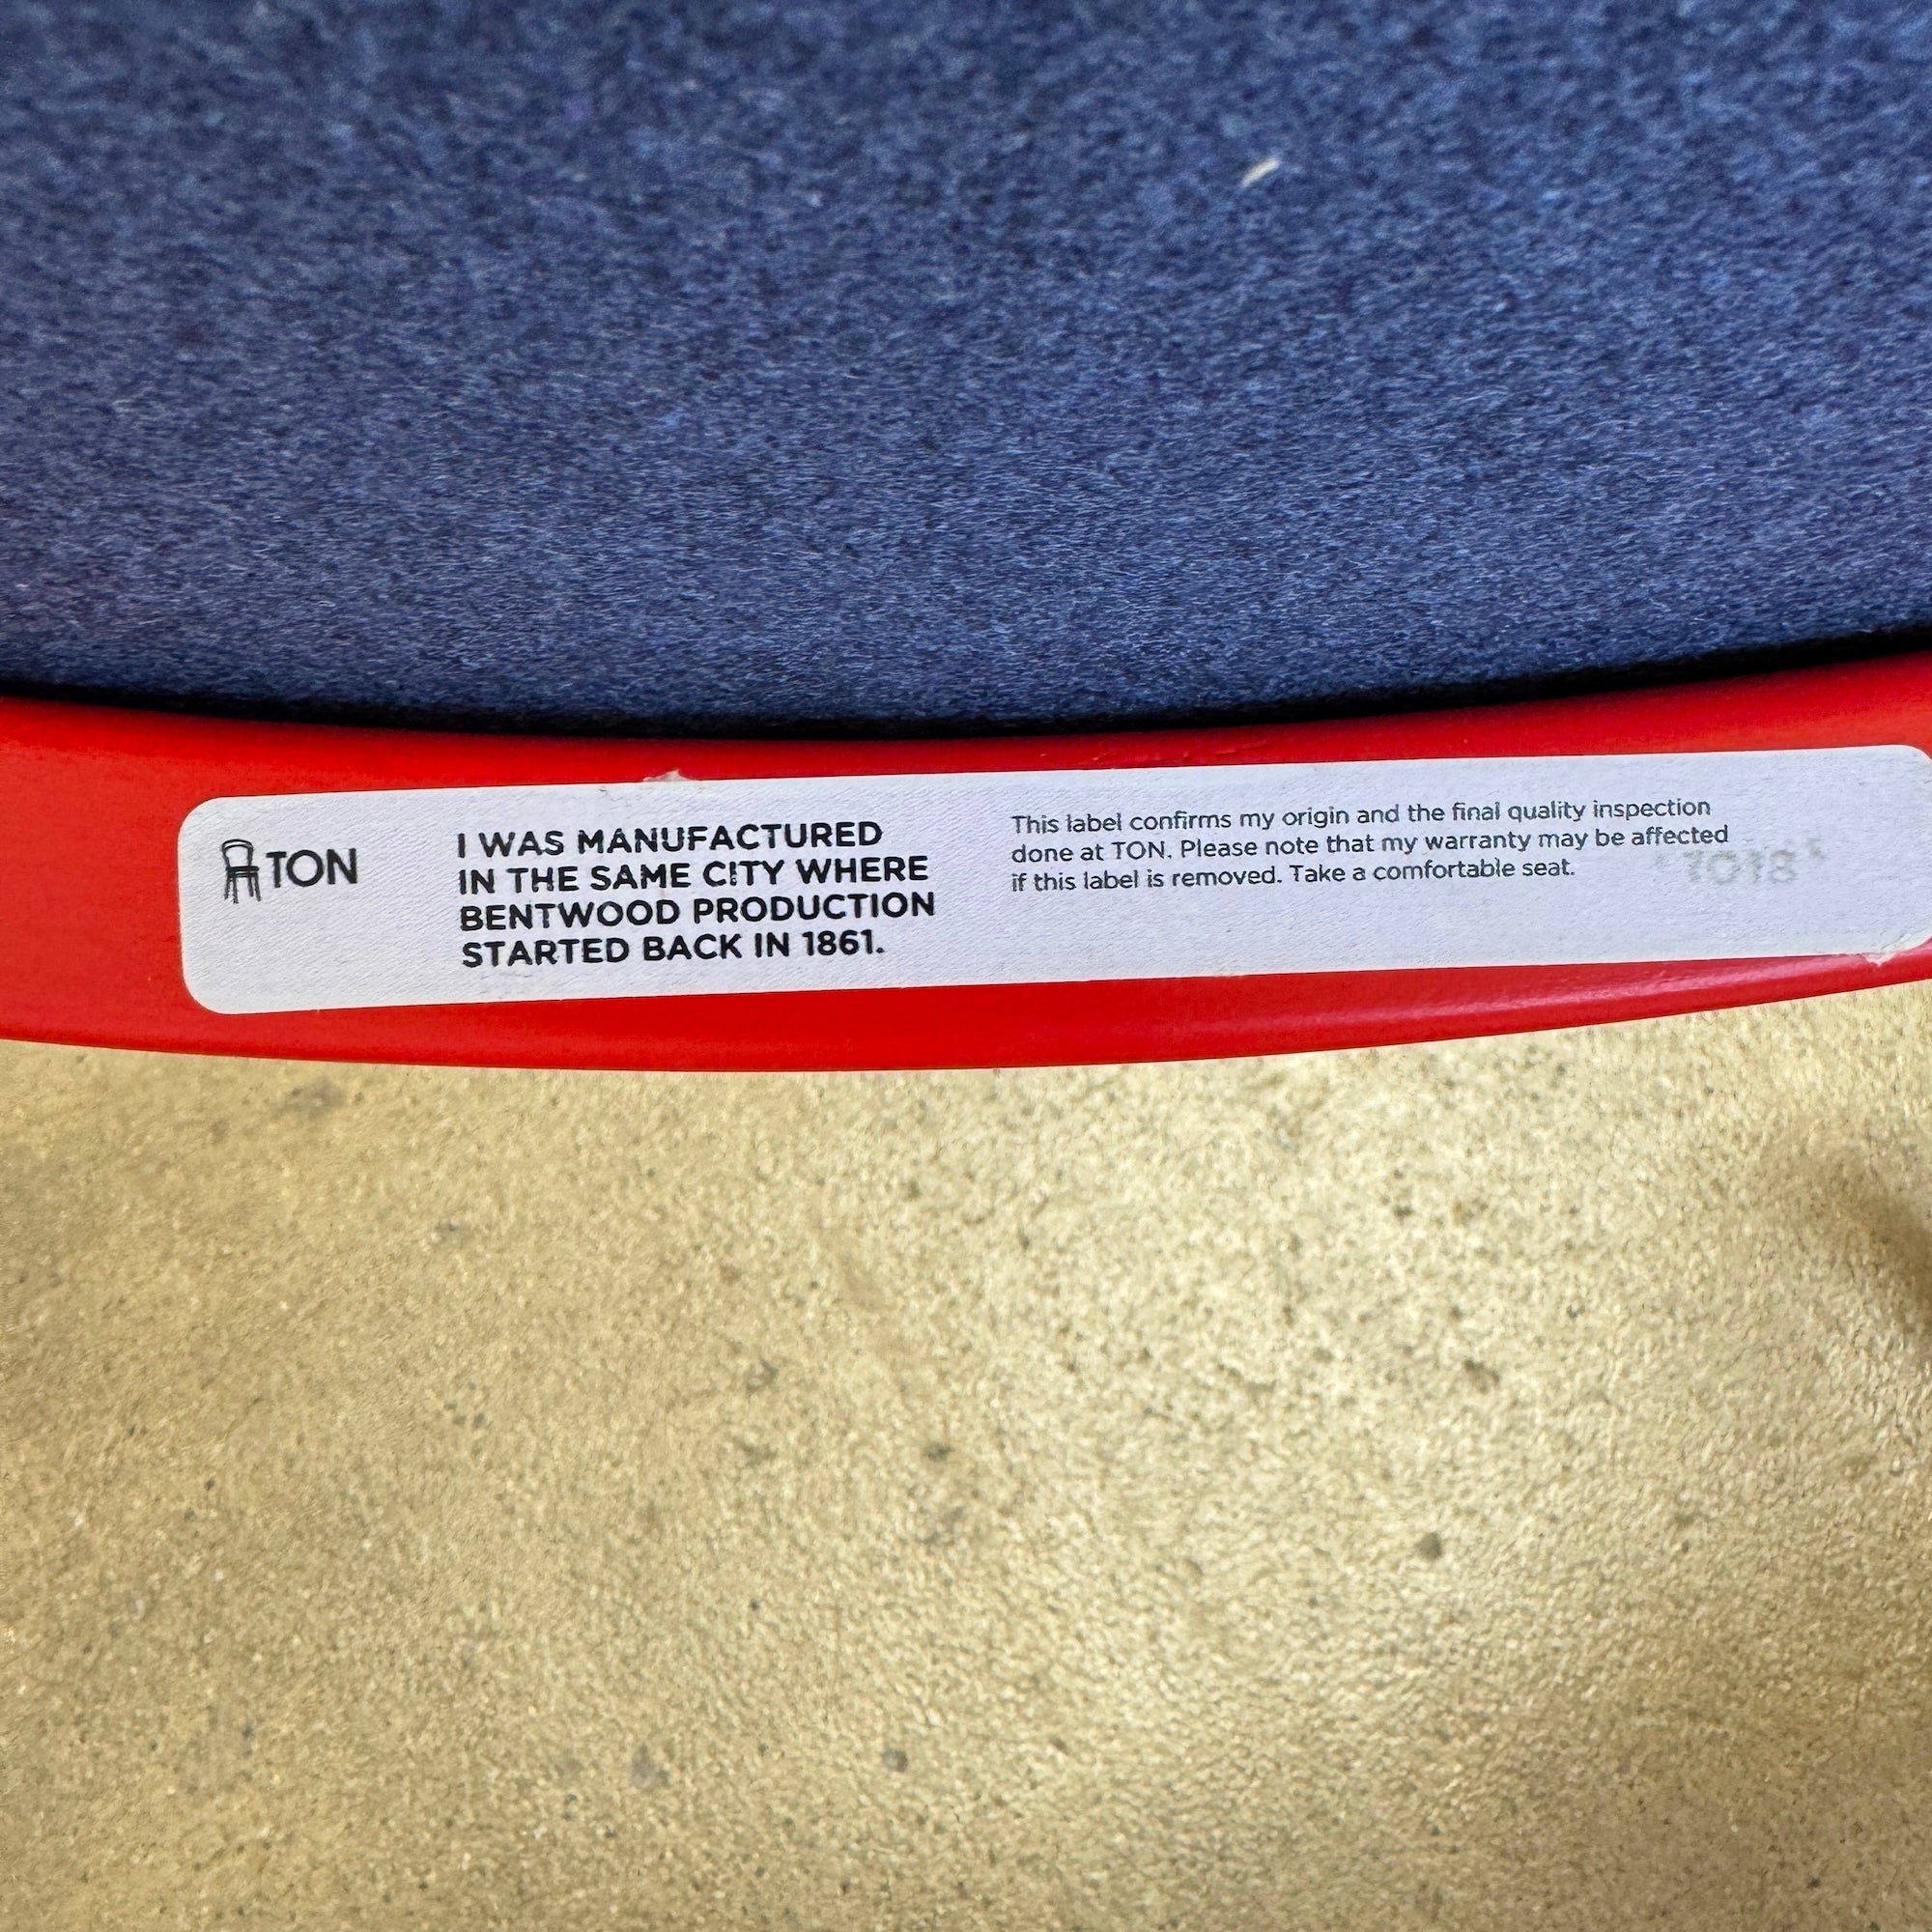 TON
I WAS MANUFACTURED
IN THE SAME CITY WHERE
BENTWOOD PRODUCTION
STARTED BACK IN 1861.
This label confirms my origin and the final quality inspection
done at TON. Please note that my warranty may be affected
if this label is removed. Take a comfortable seat.